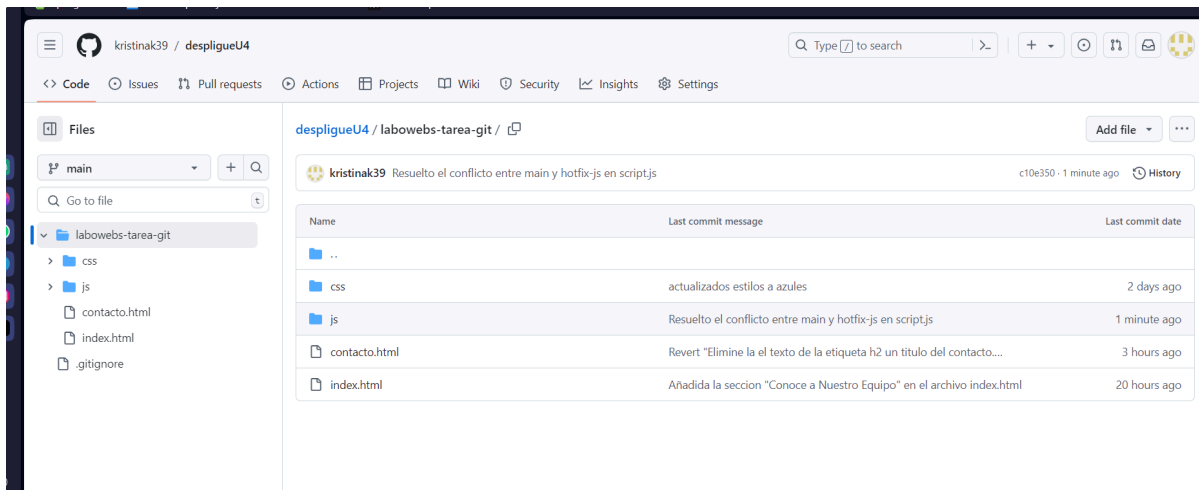 kristinak39 / despligueU4
Type / to search
Code Issues Pull requests Actions Projects Wiki Security Insights Settings
Files
main
Go to file t
labowebs-tarea-git
css
js
contacto.html
index.html
.gitignore
despligueU4 / labowebs-tarea-git /
Add file
kristinak39 Resuelto el conflicto entre main y hotfix-js en script.js c10e350 · 1 minute ago History
Name Last commit message Last commit date
..
css actualizados estilos a azules 2 days ago
js Resuelto el conflicto entre main y hotfix-js en script.js 1 minute ago
contacto.html Revert "Elimine la el texto de la etiqueta h2 un titulo del contacto.... 3 hours ago
index.html Añadida la seccion "Conoce a Nuestro Equipo" en el archivo index.html 20 hours ago